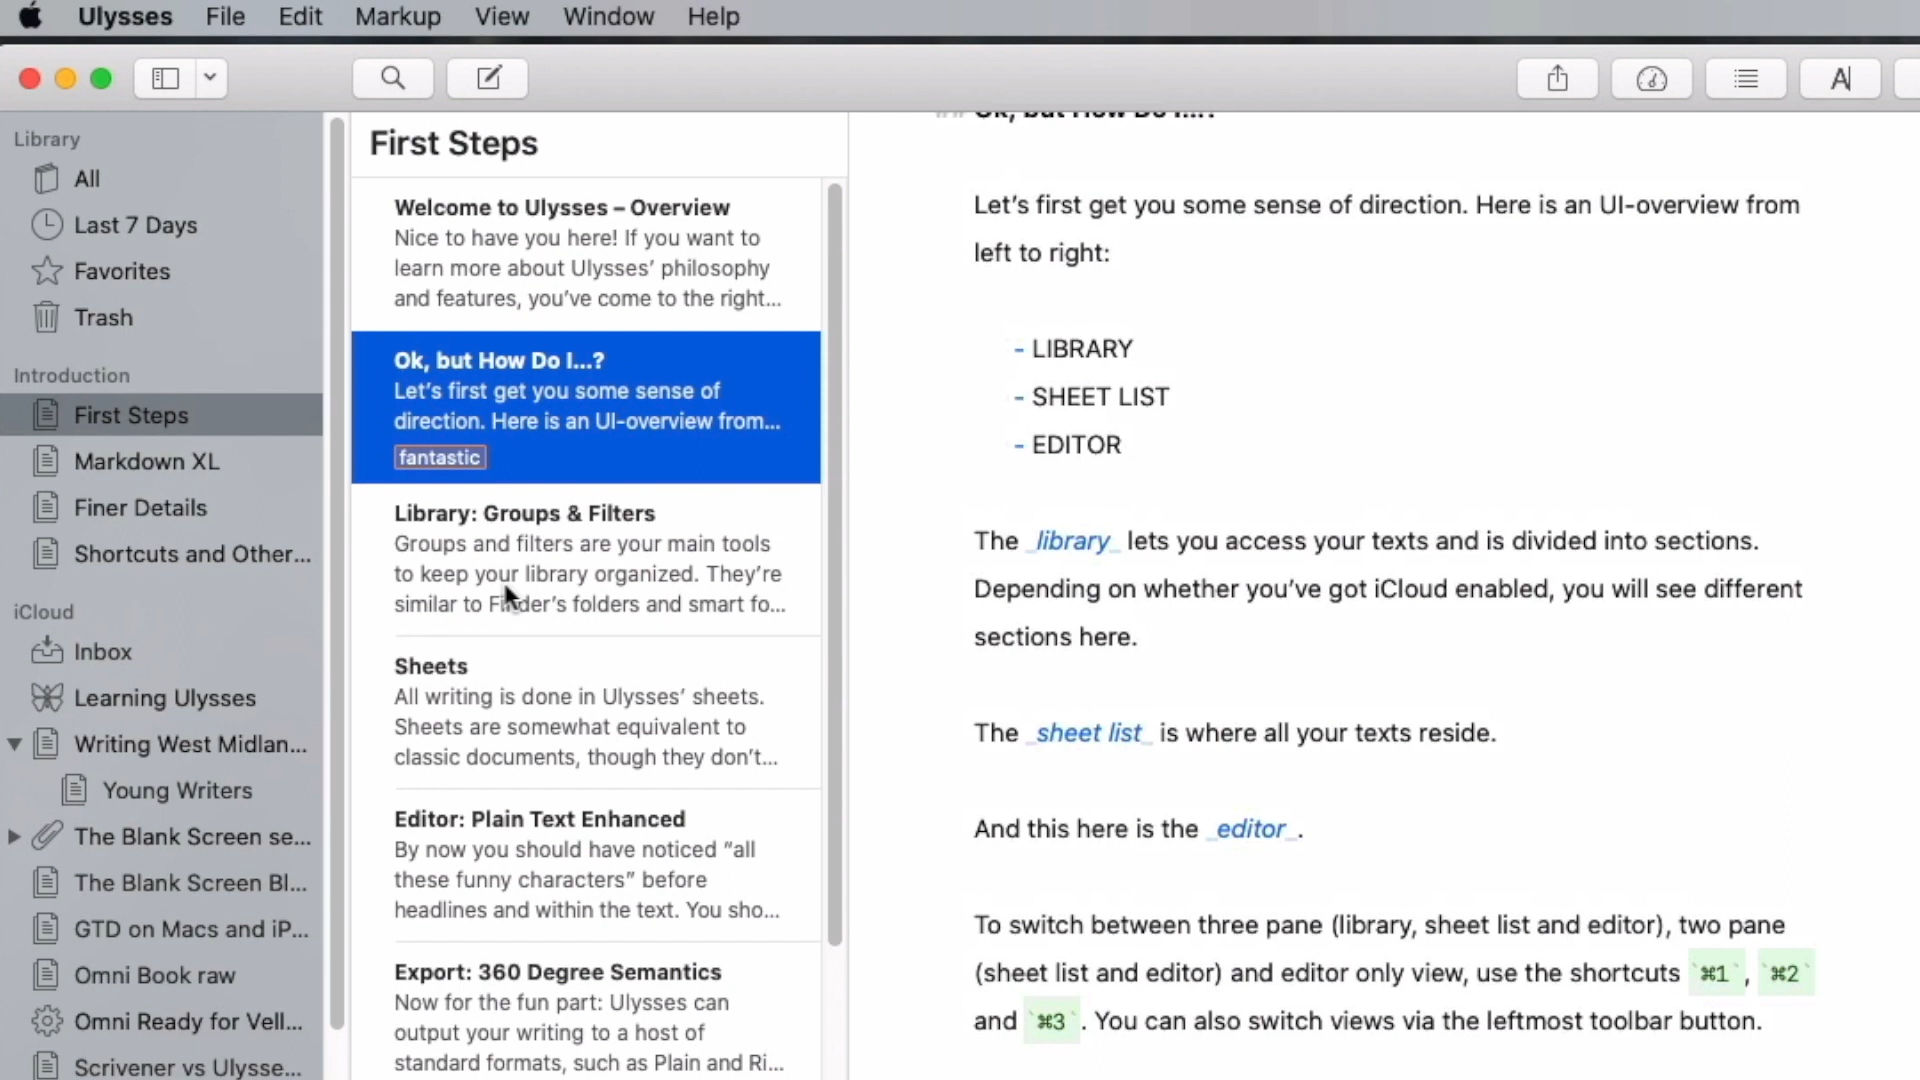 Ulysses File Edit Markup View Window Help
Library
All
Last 7 Days
Favorites
Trash
Introduction
First Steps
Markdown XL
Finer Details
Shortcuts and Other...
iCloud
Inbox
Learning Ulysses
Writing West Midlan...
Young Writers
The Blank Screen se...
The Blank Screen Bl...
GTD on Macs and iP...
Omni Book raw
Omni Ready for Vell...
Scrivener vs Ulysse...
First Steps
Welcome to Ulysses – Overview
Nice to have you here! If you want to
learn more about Ulysses’ philosophy
and features, you’ve come to the right...
Ok, but How Do I...?
Let’s first get you some sense of
direction. Here is an UI-overview from...
fantastic
Library: Groups & Filters
Groups and filters are your main tools
to keep your library organized. They’re
similar to Finder’s folders and smart fo...
Sheets
All writing is done in Ulysses’ sheets.
Sheets are somewhat equivalent to
classic documents, though they don’t...
Editor: Plain Text Enhanced
By now you should have noticed “all
these funny characters” before
headlines and within the text. You sho...
Export: 360 Degree Semantics
Now for the fun part: Ulysses can
output your writing to a host of
standard formats, such as Plain and Ri...
## Ok, but How Do I...?
Let’s first get you some sense of direction. Here is an UI-overview from
left to right:
- LIBRARY
- SHEET LIST
- EDITOR
The _library_ lets you access your texts and is divided into sections.
Depending on whether you’ve got iCloud enabled, you will see different
sections here.
The _sheet list_ is where all your texts reside.
And this here is the _editor_.
To switch between three pane (library, sheet list and editor), two pane
(sheet list and editor) and editor only view, use the shortcuts `⌘1`, `⌘2`
and `⌘3`. You can also switch views via the leftmost toolbar button.